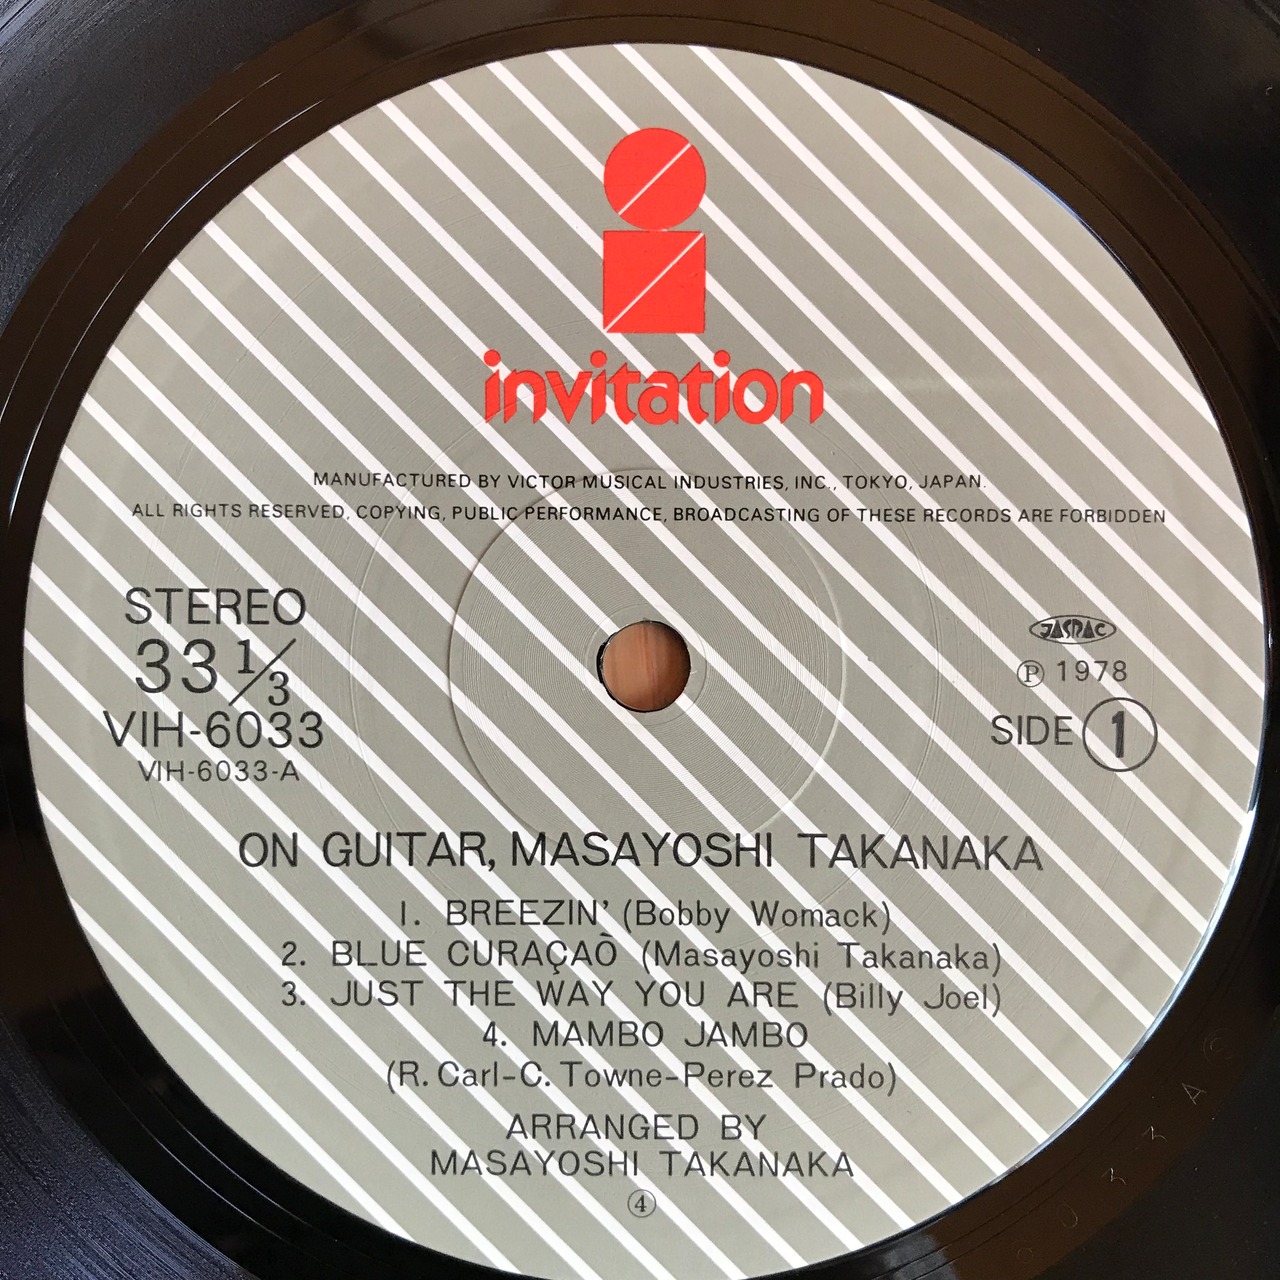 invitation
MANUFACTURED BY VICTOR MUSICAL INDUSTRIES, INC., TOKYO, JAPAN.
ALL RIGHTS RESERVED, COPYING, PUBLIC PERFORMANCE, BROADCASTING OF THESE RECORDS ARE FORBIDDEN
STEREO
33 1/3
VIH-6033
VIH-6033-A
JASRAC
Ⓟ 1978
SIDE 1
ON GUITAR, MASAYOSHI TAKANAKA
1. BREEZIN' (Bobby Womack)
2. BLUE CURAÇAÒ (Masayoshi Takanaka)
3. JUST THE WAY YOU ARE (Billy Joel)
4. MAMBO JAMBO
(R. Carl-C. Towne-Perez Prado)
ARRANGED BY
MASAYOSHI TAKANAKA
④